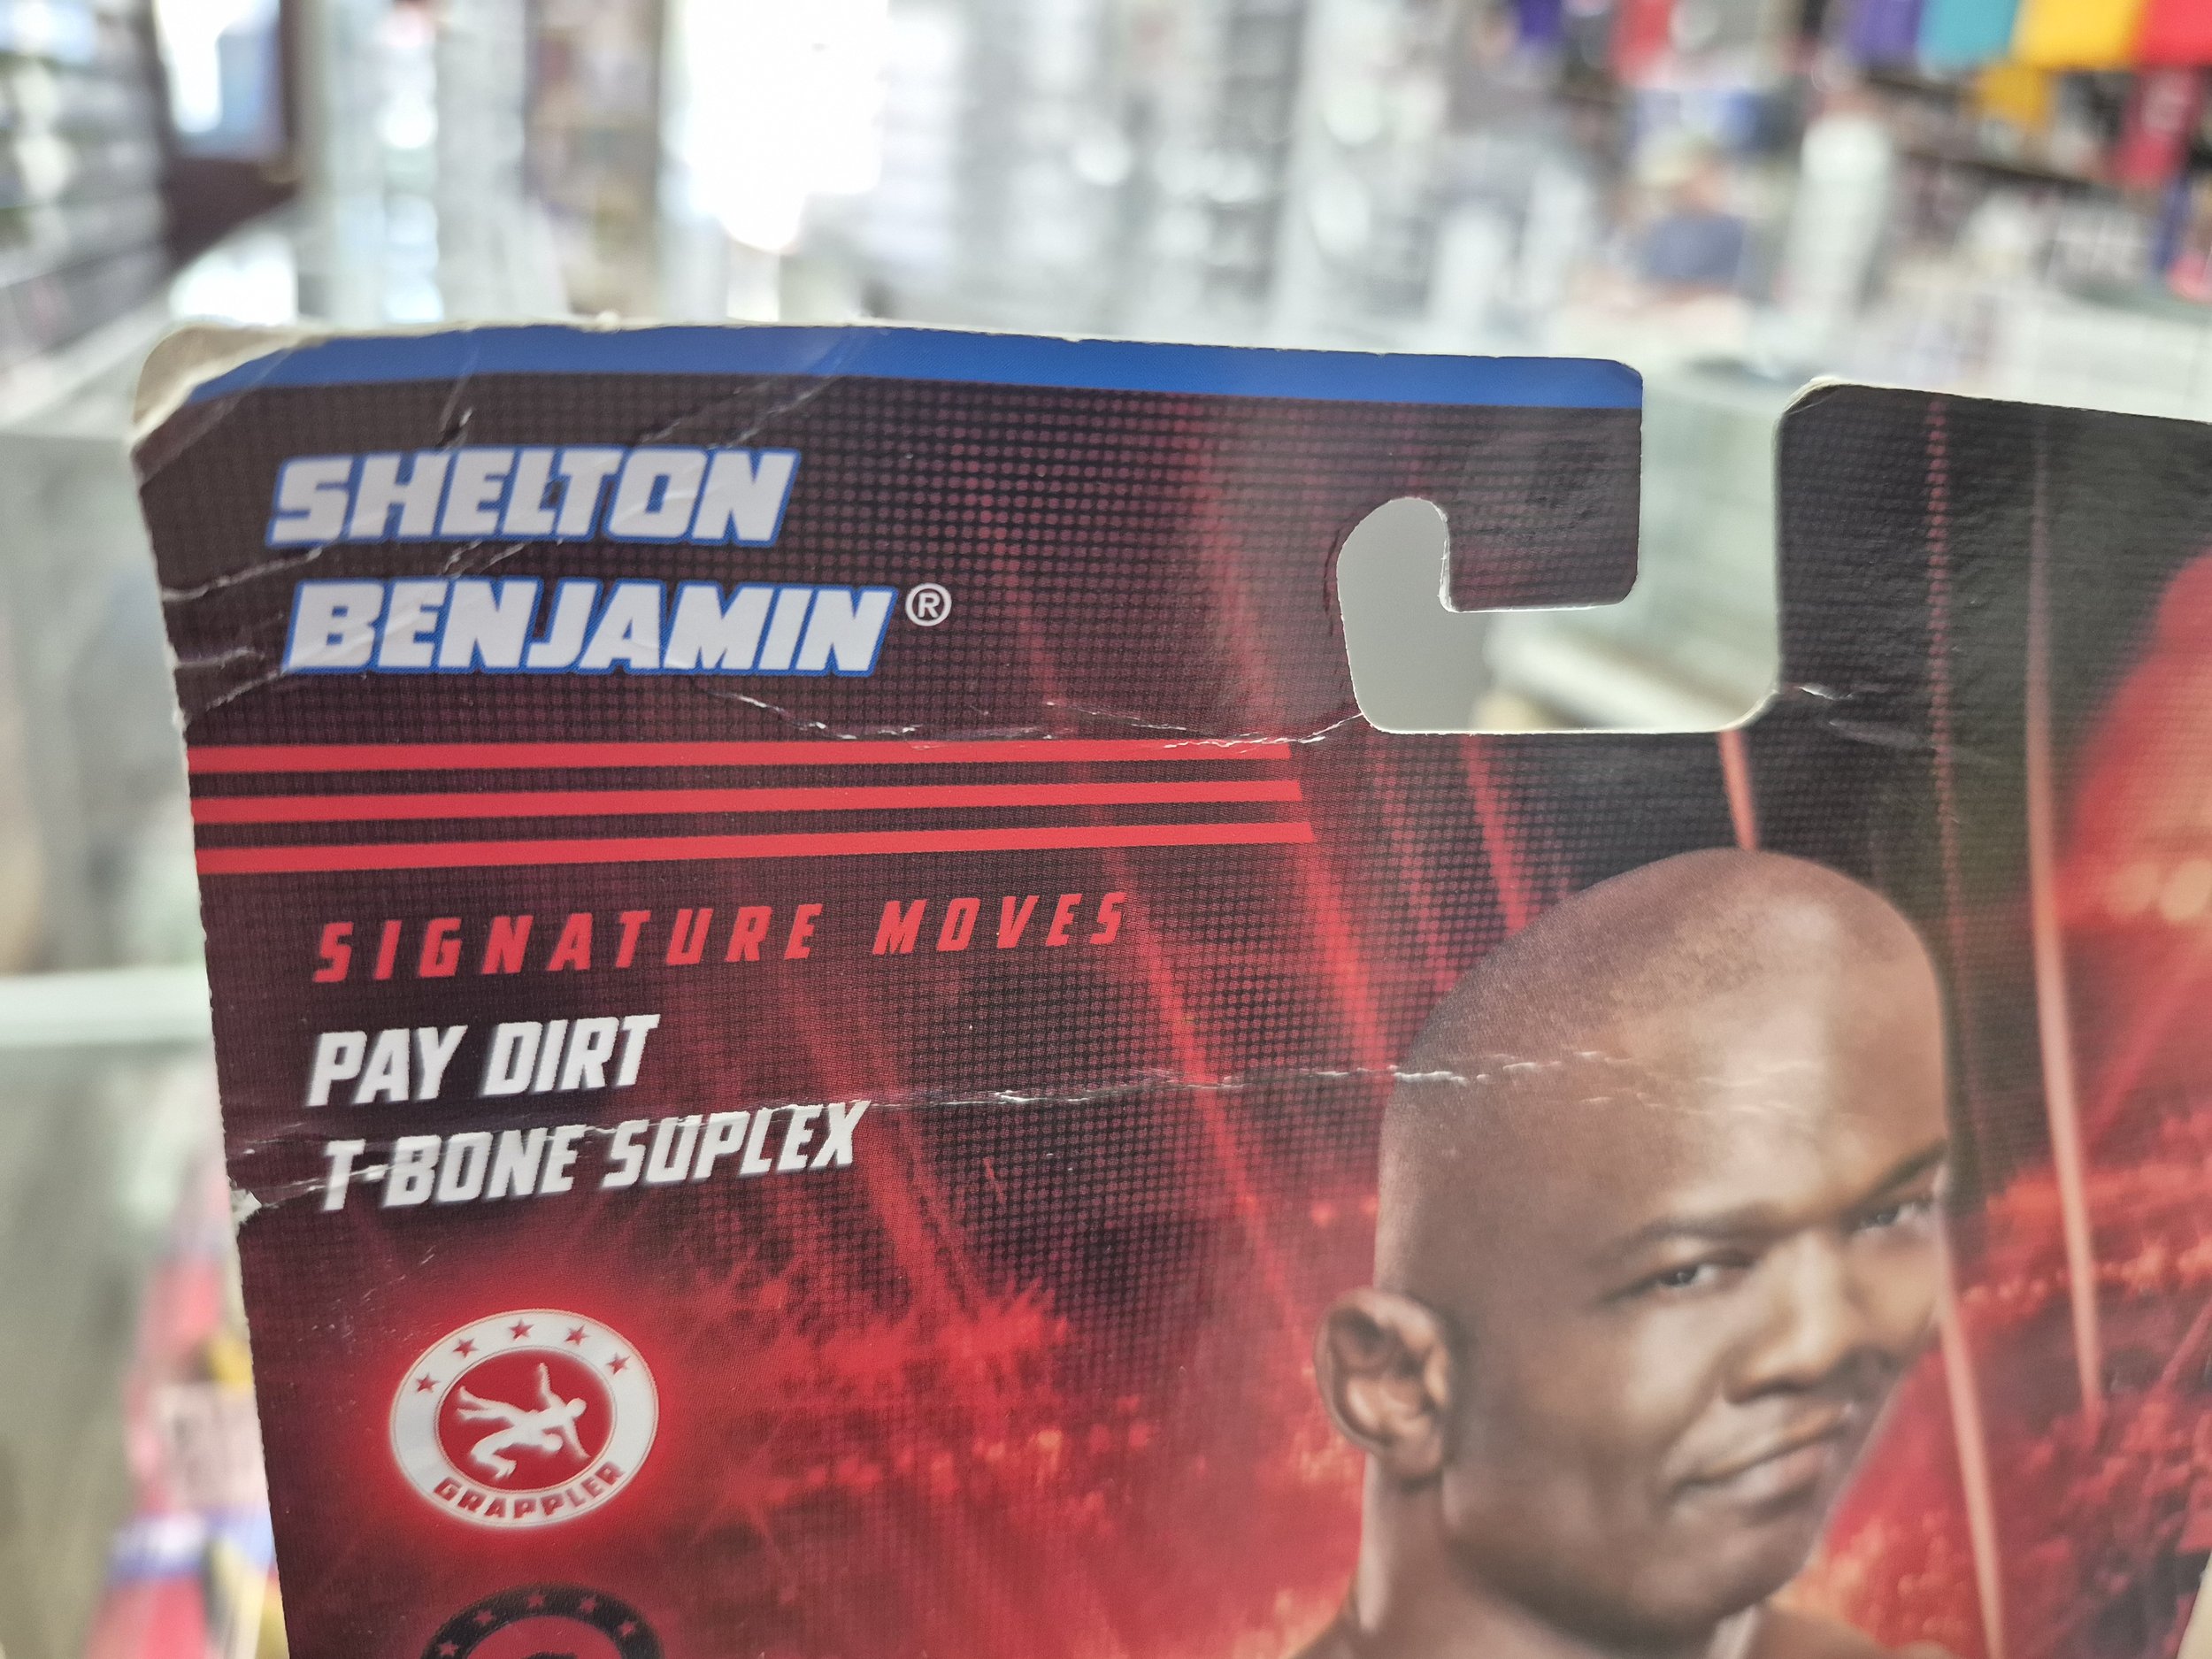 SHELTON
BENJAMIN®
SIGNATURE MOVES
PAY DIRT
T-BONE SUPLEX
GRAPPLER